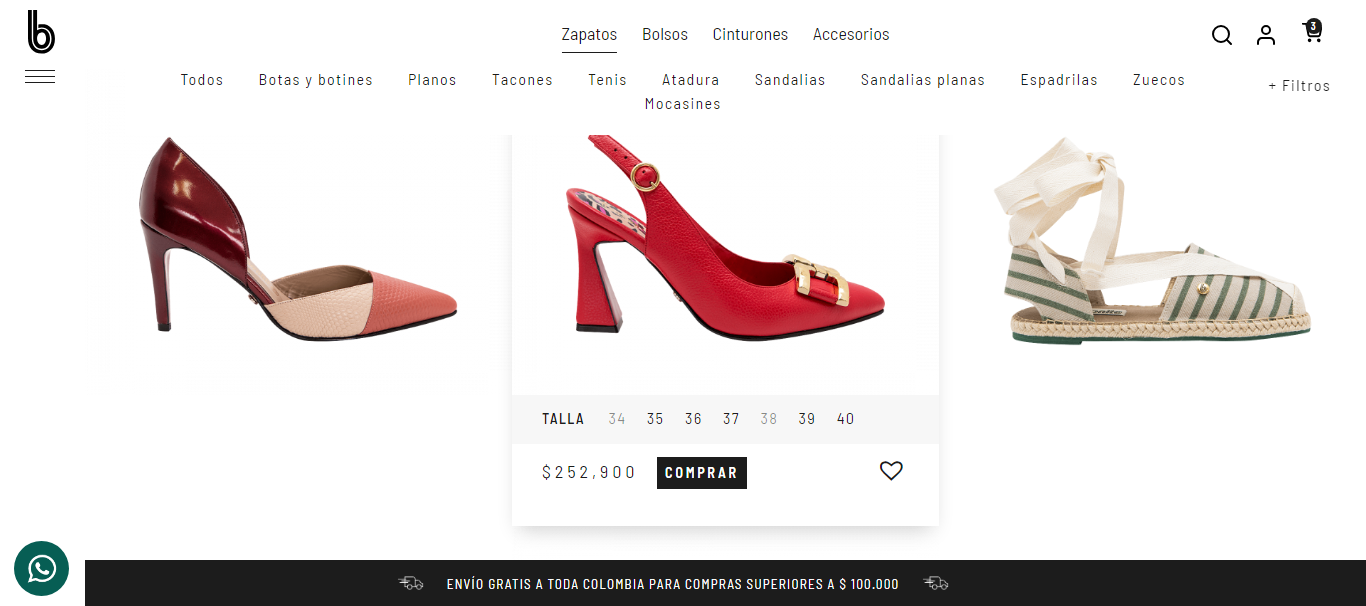 b
Zapatos Bolsos Cinturones Accesorios
3
Todos Botas y botines Planos Tacones Tenis Atadura Sandalias Sandalias planas Espadrilas Zuecos
Mocasines
+ Filtros
TALLA 34 35 36 37 38 39 40
$252,900 COMPRAR
ENVÍO GRATIS A TODA COLOMBIA PARA COMPRAS SUPERIORES A $ 100.000